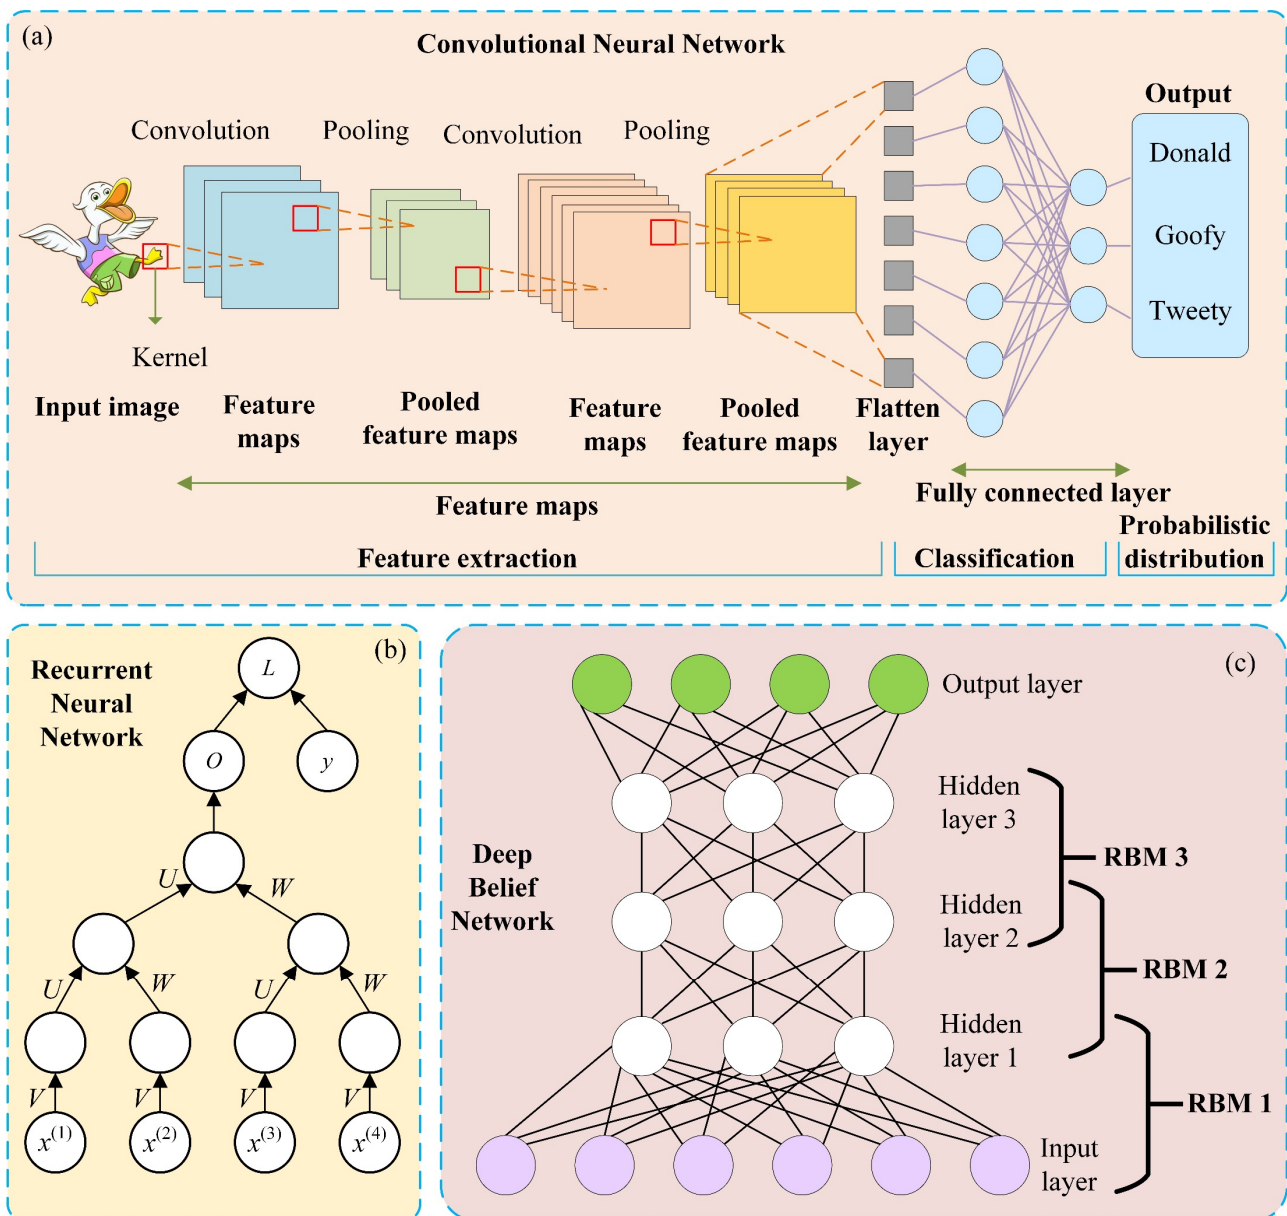 (a)
Convolutional Neural Network
Convolution
Pooling
Convolution
Pooling
Output
Donald
Goofy
Tweety
Kernel
Input image
Feature
maps
Pooled
feature maps
Feature
maps
Pooled
feature maps
Flatten
layer
Feature maps
Fully connected layer
Feature extraction
Classification
Probabilistic
distribution
(b)
Recurrent
Neural
Network
L
O
y
U
W
U
W
U
W
V
V
V
V
x(1)
x(2)
x(3)
x(4)
(c)
Deep
Belief
Network
Output layer
Hidden
layer 3
RBM 3
Hidden
layer 2
RBM 2
Hidden
layer 1
RBM 1
Input
layer